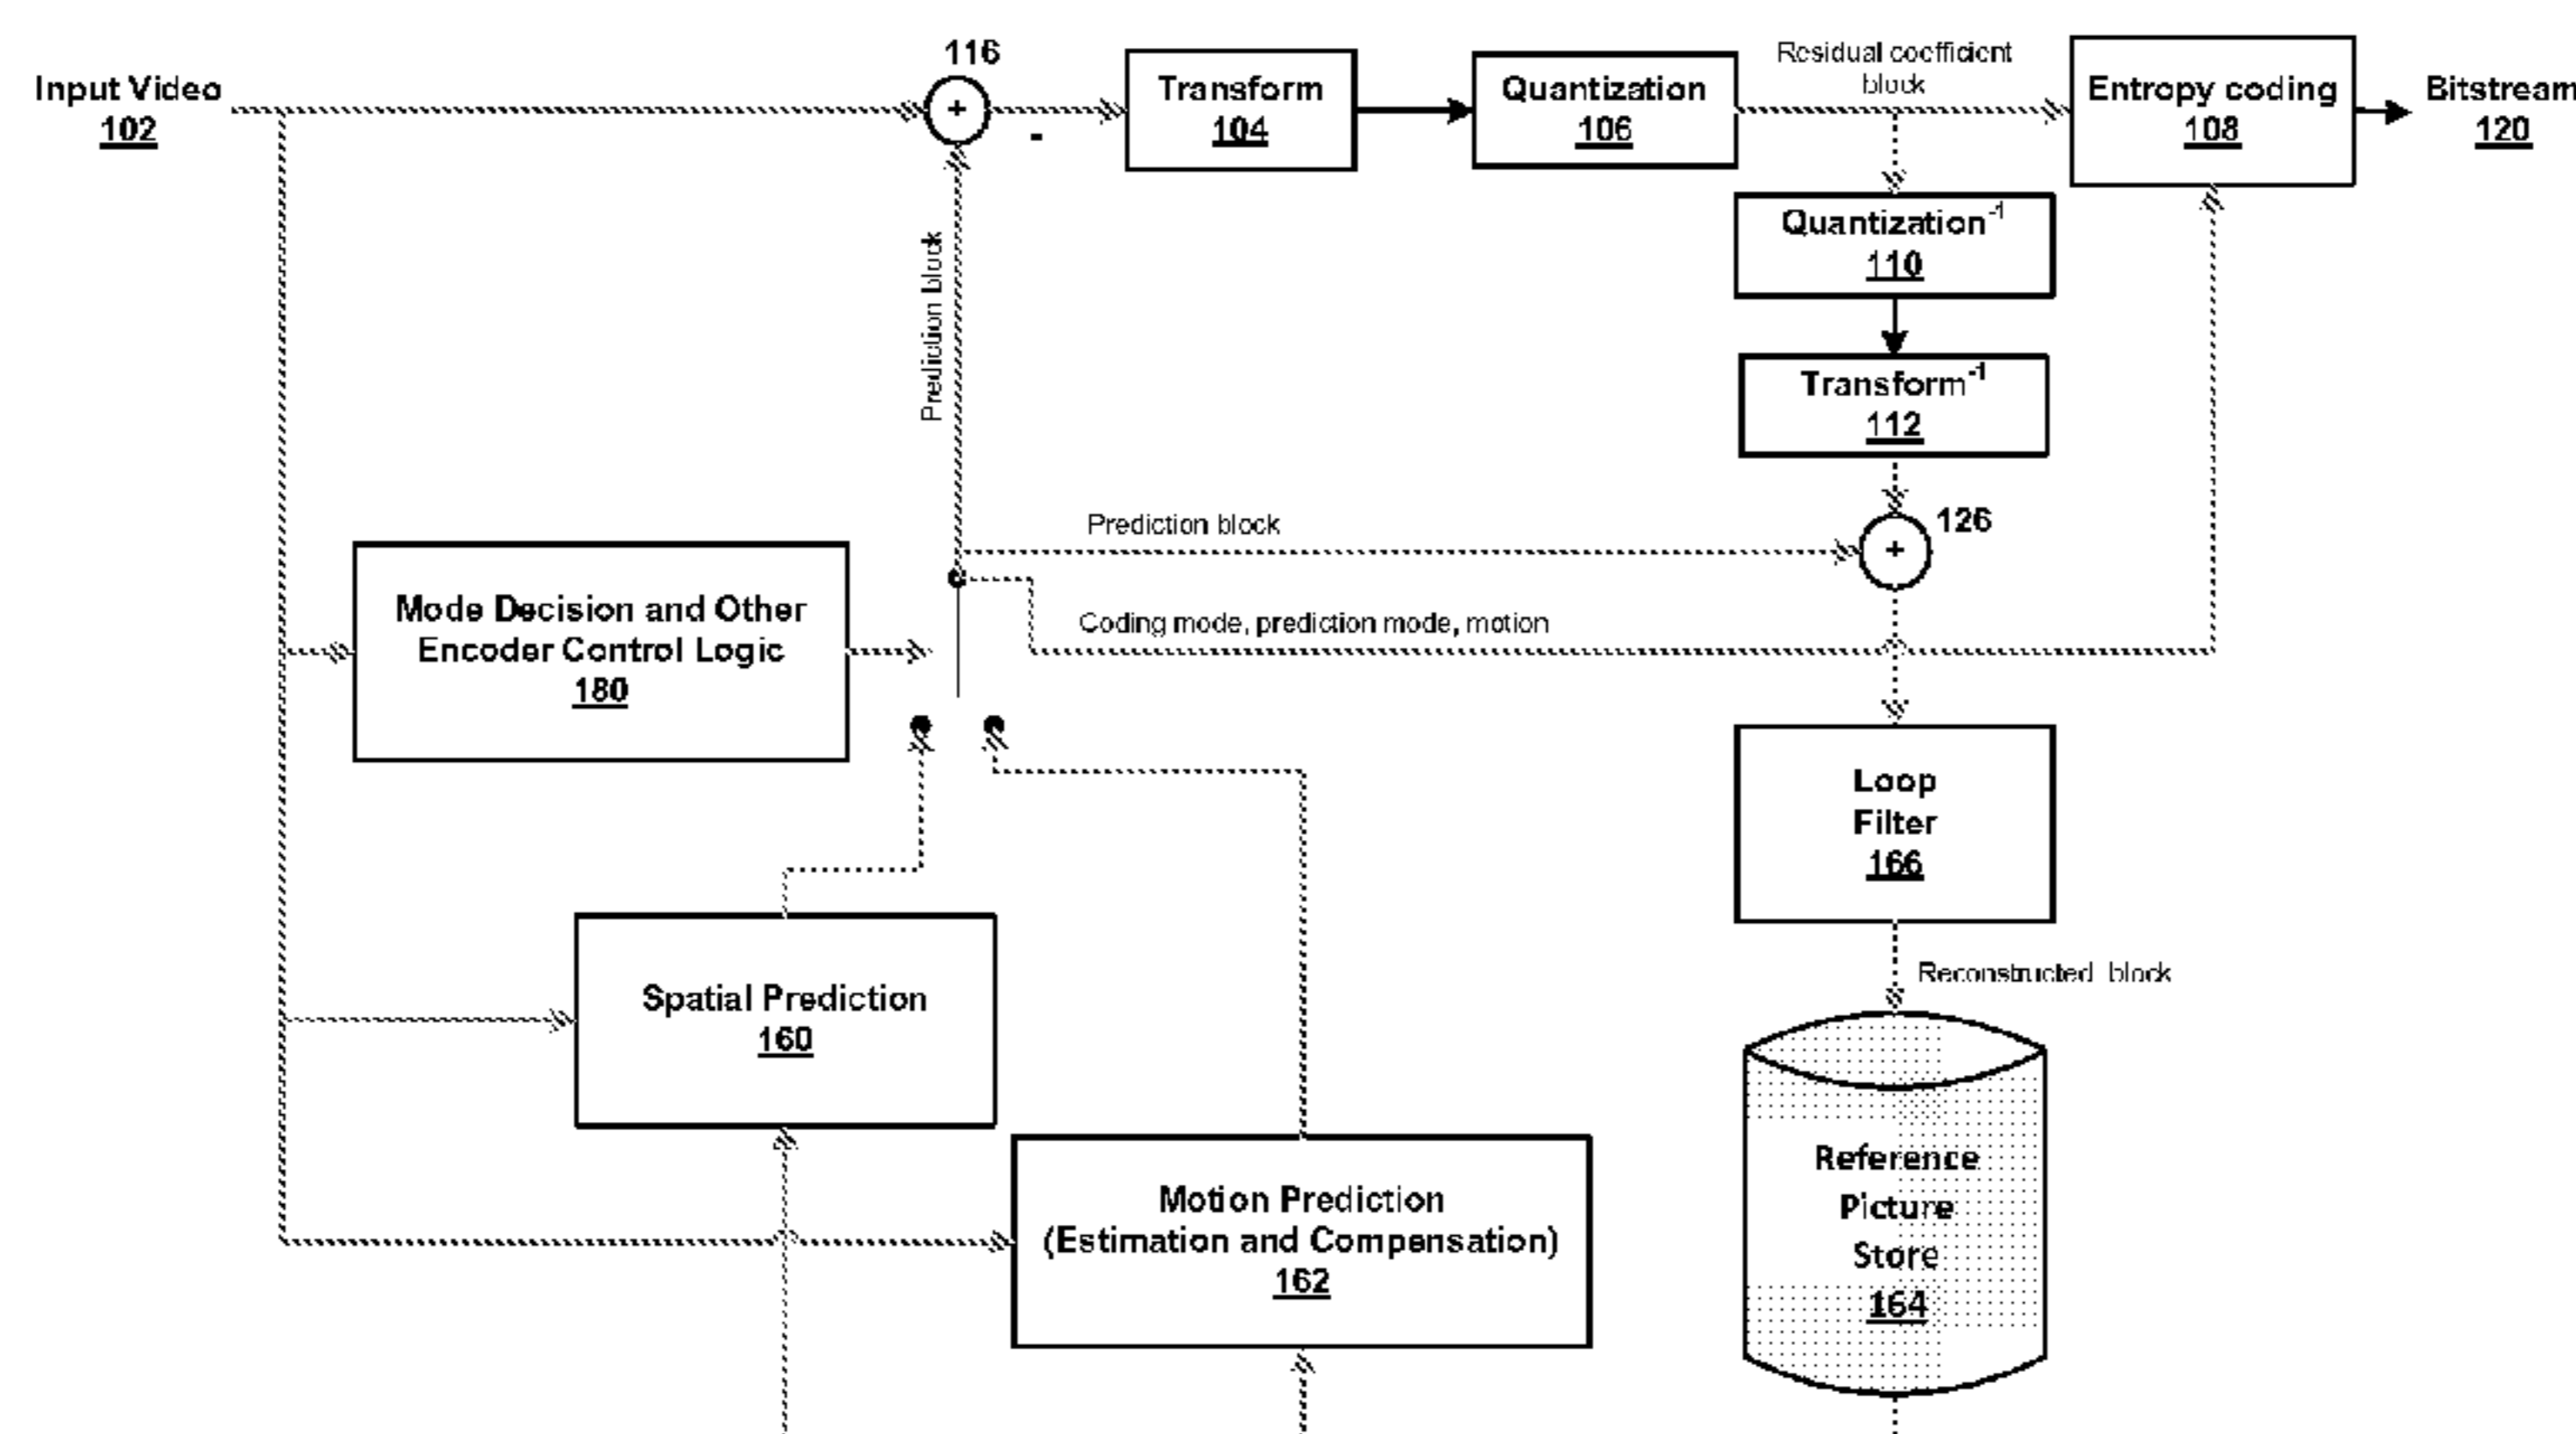 116
Input Video
102
+
-
Transform
104
Quantization
106
Residual coefficient
block
Entropy coding
108
Bitstream
120
Quantization-1
110
Prediction block
Transform-1
112
Prediction block
126
+
Mode Decision and Other
Encoder Control Logic
180
Coding mode, prediction mode, motion
Loop
Filter
166
Reconstructed block
Spatial Prediction
160
Motion Prediction
(Estimation and Compensation)
162
Reference
Picture
Store
164